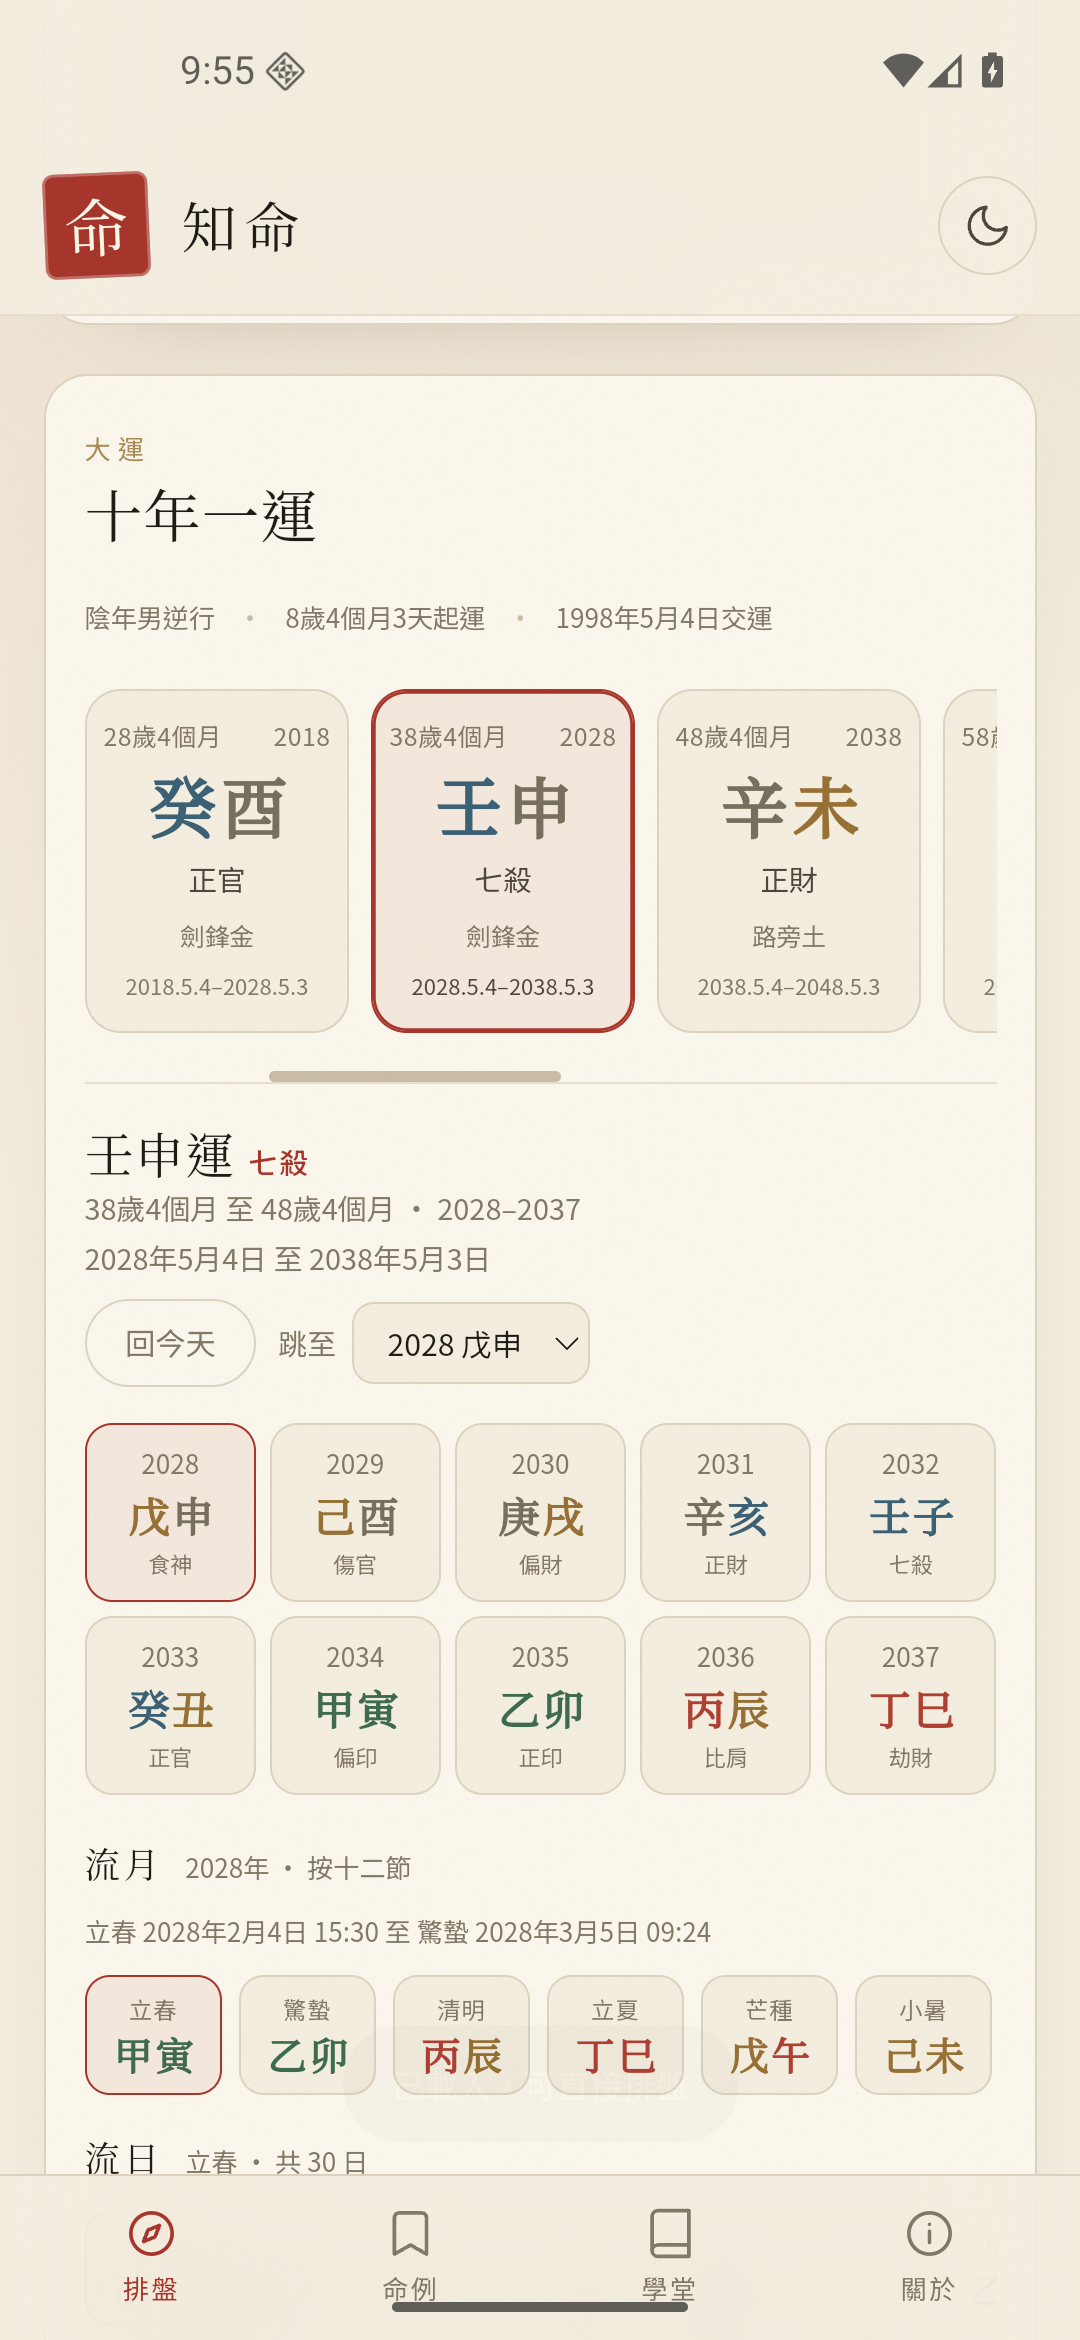 9:55
命 知命
大運
十年一運
陰年男逆行 • 8歲4個月3天起運 • 1998年5月4日交運
28歲4個月 2018
癸酉
正官
劍鋒金
2018.5.4–2028.5.3
38歲4個月 2028
壬申
七殺
劍鋒金
2028.5.4–2038.5.3
48歲4個月 2038
辛未
正財
路旁土
2038.5.4–2048.5.3
壬申運 七殺
38歲4個月 至 48歲4個月 • 2028–2037
2028年5月4日 至 2038年5月3日
回今天 跳至 2028 戊申
2028 2029 2030 2031 2032
戊申 己酉 庚戌 辛亥 壬子
食神 傷官 偏財 正財 七殺
2033 2034 2035 2036 2037
癸丑 甲寅 乙卯 丙辰 丁巳
正官 偏印 正印 比肩 劫財
流月 2028年 • 按十二節
立春 2028年2月4日 15:30 至 驚蟄 2028年3月5日 09:24
立春 驚蟄 清明 立夏 芒種 小暑
甲寅 乙卯 丙辰 丁巳 戊午 己未
流日 立春 • 共 30 日
排盤 命例 學堂 關於